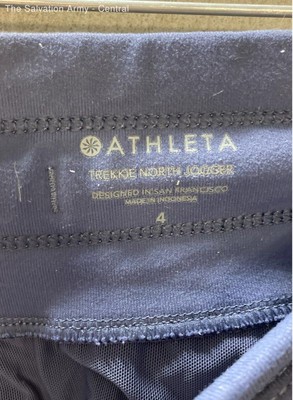 The Salvation Army - Central
ATHLETA
TREKKIE NORTH JOGGER
DESIGNED IN SAN FRANCISCO
MADE IN INDONESIA
4